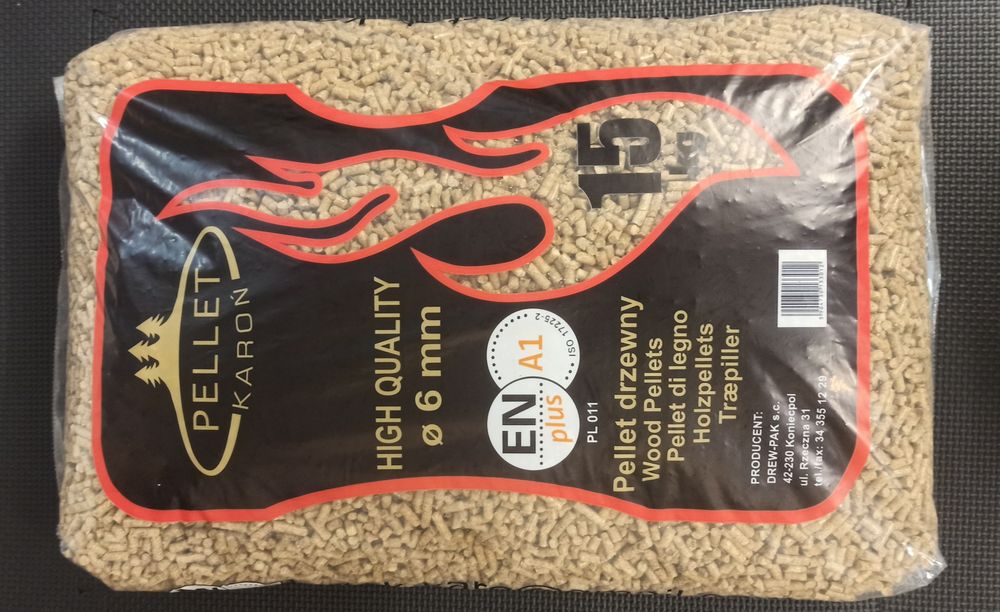 PELLET
KAROŃ
15
kg
HIGH QUALITY
ø 6 mm
EN
plus
A1
ISO 17225-2
PL 011
Pellet drzewny
Wood Pellets
Pellet di legno
Holzpellets
Træpiller
PRODUCENT:
DREW-PAK s.c.
42-230 Koniecpol
ul. Rzeczna 31
tel./fax: 34 355 12 29